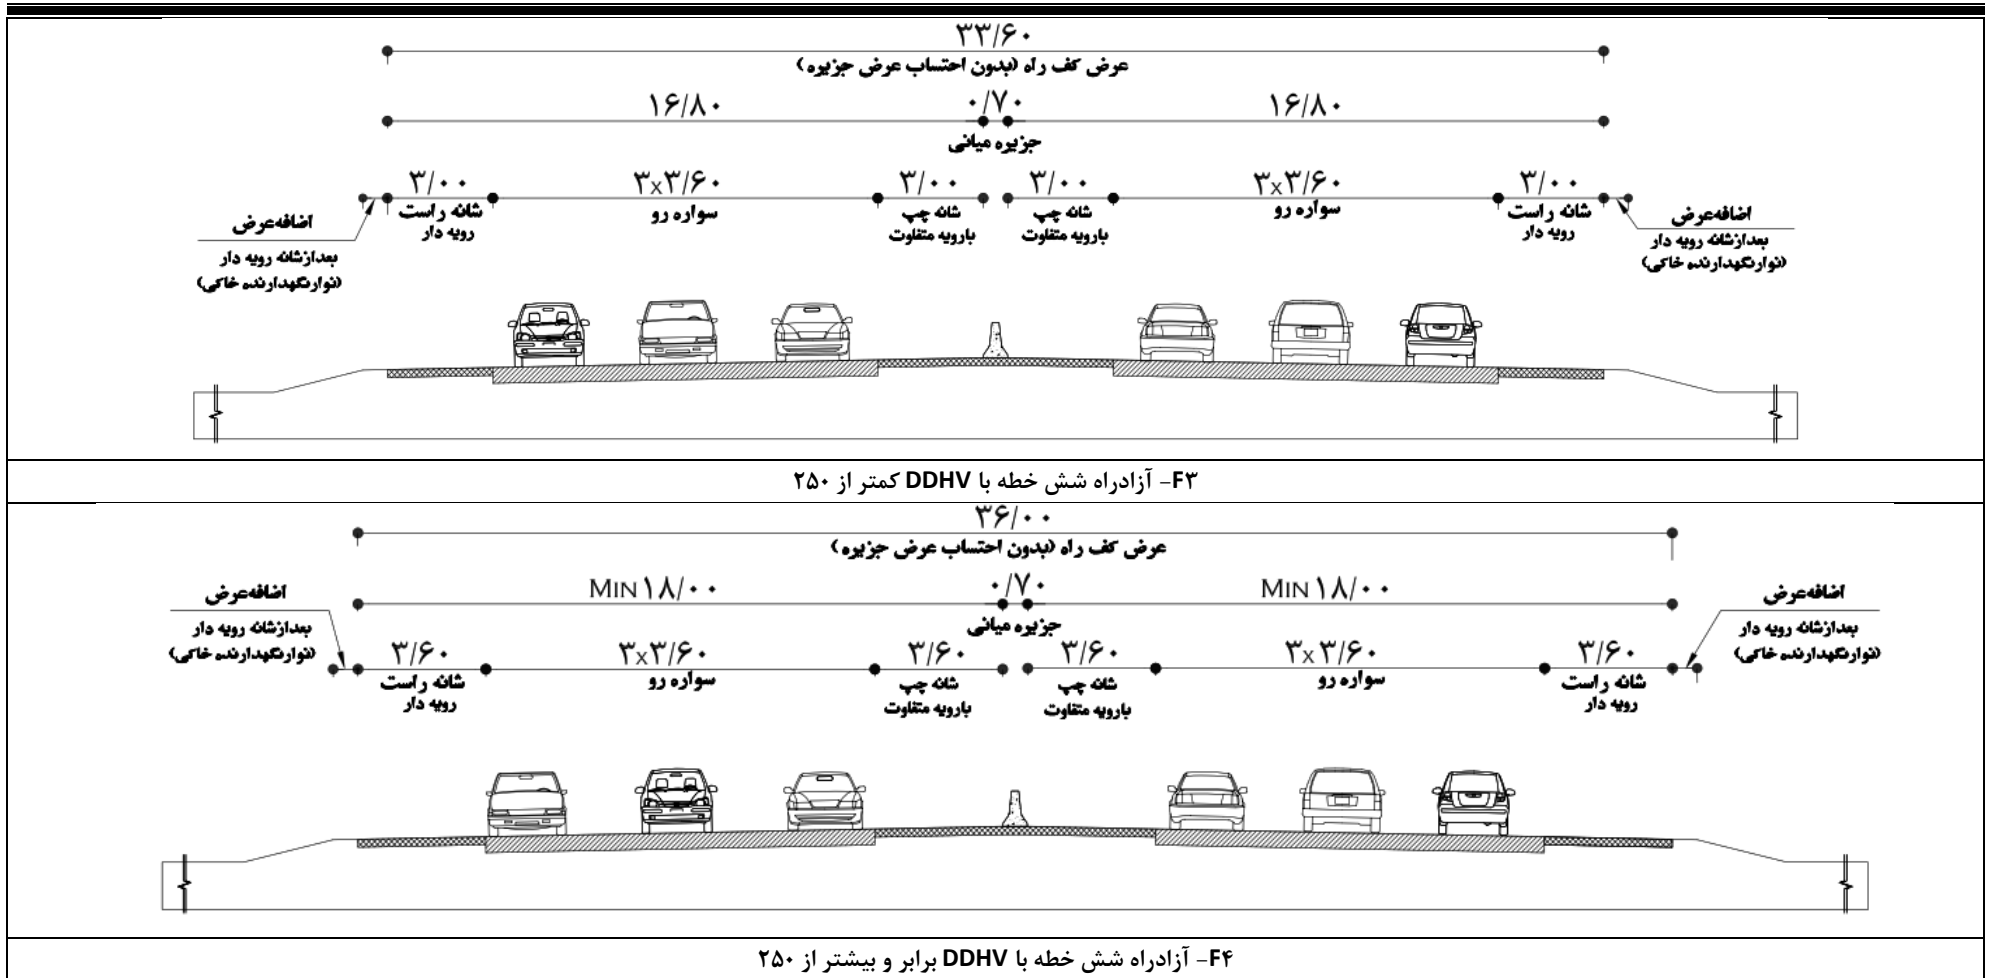 ۳۳/۶۰
عرض کف راه (بدون احتساب عرض جزیره)
۱۶/۸۰
۰/۷۰
۱۶/۸۰
جزیره میانی
۳/۰۰
۳x۳/۶۰
۳/۰۰
۳/۰۰
۳x۳/۶۰
۳/۰۰
شانه راست
رویه دار
سواره رو
شانه چپ
بارویه متفاوت
شانه چپ
بارویه متفاوت
سواره رو
شانه راست
رویه دار
اضافه‌عرض
بعدازشانه رویه دار
(نوارنگهدارنده خاکی)
اضافه‌عرض
بعدازشانه رویه دار
(نوارنگهدارنده خاکی)
F۳- آزادراه شش خطه با DDHV کمتر از ۲۵۰
۳۶/۰۰
عرض کف راه (بدون احتساب عرض جزیره)
MIN ۱۸/۰۰
۰/۷۰
MIN ۱۸/۰۰
جزیره میانی
اضافه‌عرض
بعدازشانه رویه دار
(نوارنگهدارنده خاکی)
اضافه‌عرض
بعدازشانه رویه دار
(نوارنگهدارنده خاکی)
۳/۶۰
۳x۳/۶۰
۳/۶۰
۳/۶۰
۳x۳/۶۰
۳/۶۰
شانه راست
رویه دار
سواره رو
شانه چپ
بارویه متفاوت
شانه چپ
بارویه متفاوت
سواره رو
شانه راست
رویه دار
F۴- آزادراه شش خطه با DDHV برابر و بیشتر از ۲۵۰